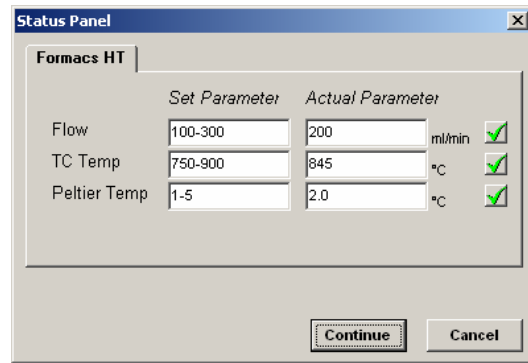 Status Panel
Formacs HT
Set Parameter Actual Parameter
Flow 100-300 200 ml/min
TC Temp 750-900 845 °C
Peltier Temp 1-5 2.0 °C
Continue Cancel